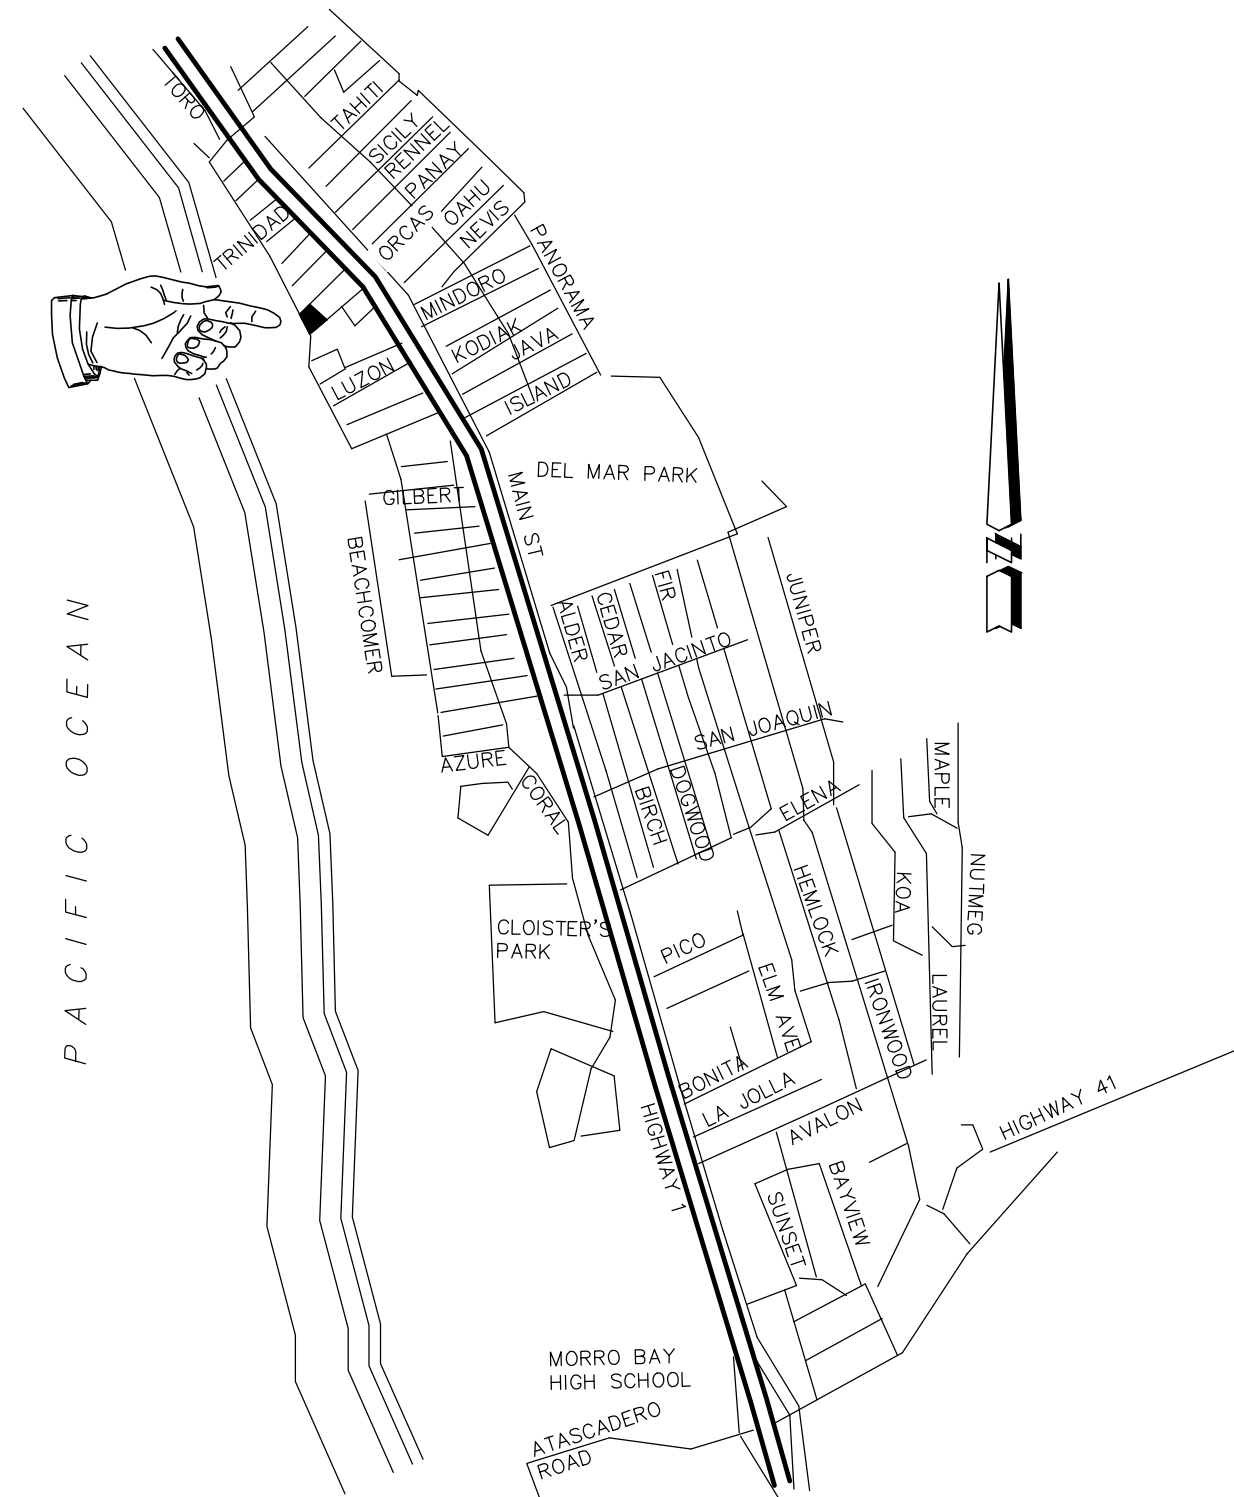 TORO
TAHITI
SICILY
RENNEL
PANAY
TRINIDAD
ORCAS
OAHU
NEVIS
PANORAMA
MINDORO
KODIAK
JAVA
LUZON
ISLAND
DEL MAR PARK
MAIN ST
GILBERT
BEACHCOMER
PACIFIC OCEAN
N
ALDER
CEDAR
FIR
JUNIPER
SAN JACINTO
SAN JOAQUIN
AZURE
CORAL
BIRCH
DOGWOOD
ELENA
MAPLE
KOA
NUTMEG
HEMLOCK
CLOISTER'S
PARK
PICO
ELM AVE
IRONWOOD
LAUREL
BONITA
LA JOLLA
AVALON
HIGHWAY 41
HIGHWAY 1
SUNSET
BAYVIEW
MORRO BAY
HIGH SCHOOL
ATASCADERO
ROAD